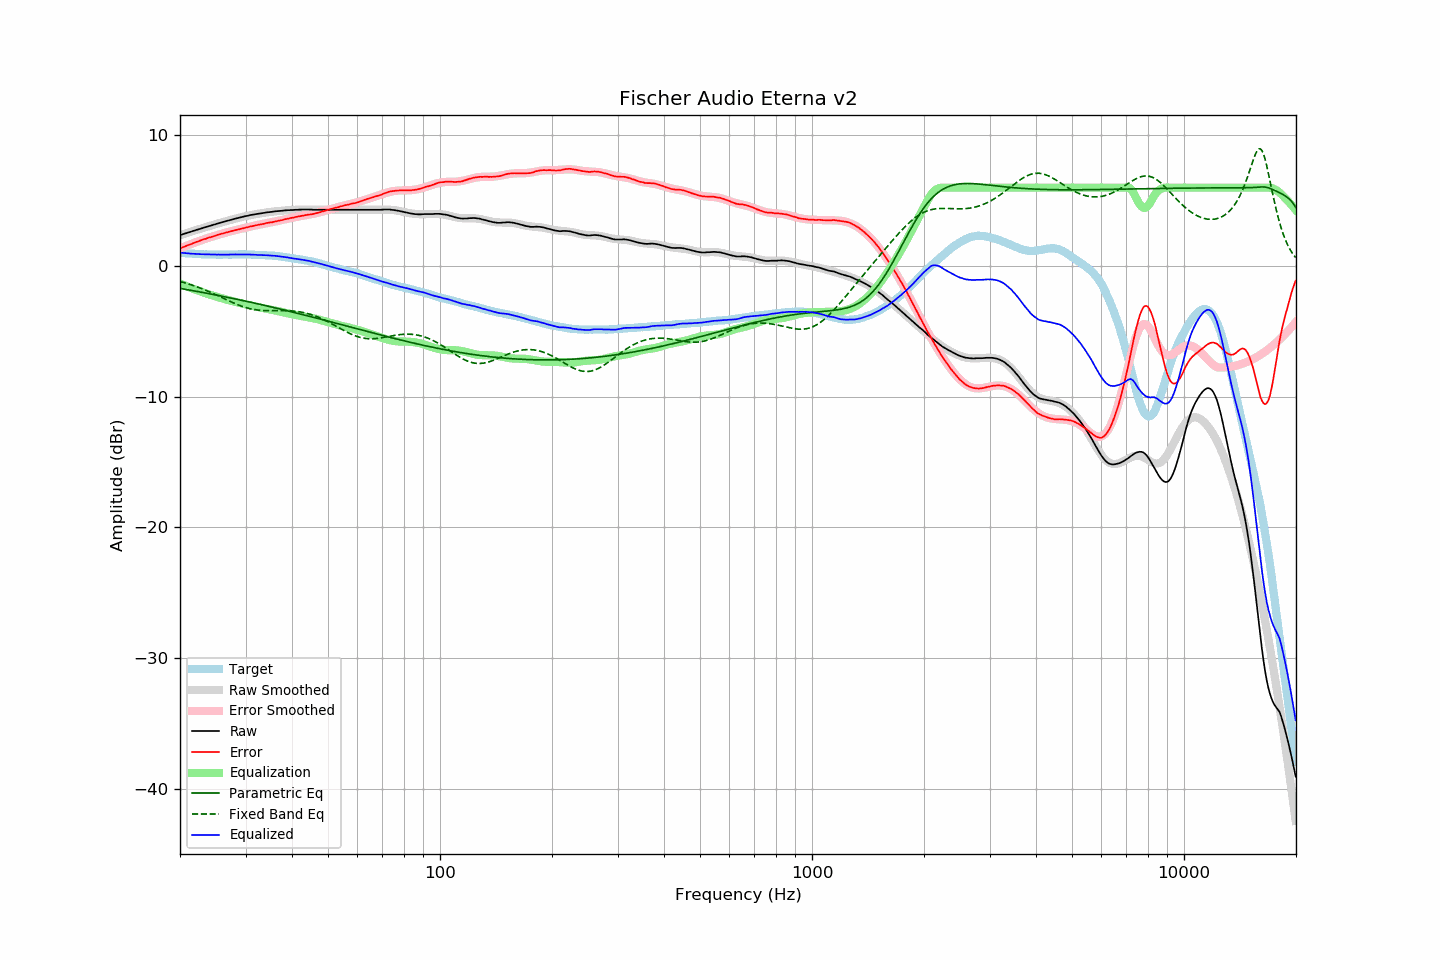 Fischer Audio Eterna v2
10
0
−10
−20
−30
−40
Amplitude (dBr)
Target
Raw Smoothed
Error Smoothed
Raw
Error
Equalization
Parametric Eq
Fixed Band Eq
Equalized
100
1000
10000
Frequency (Hz)